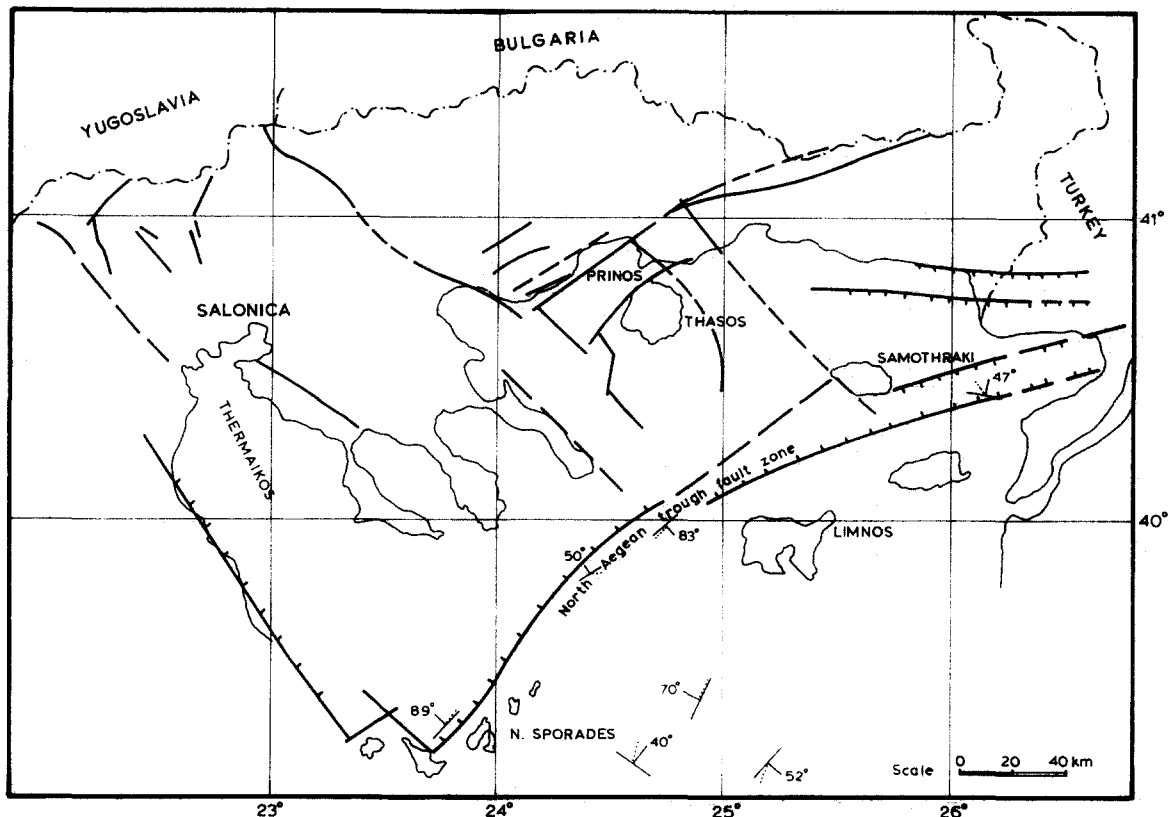 BULGARIA
YUGOSLAVIA
TURKEY
41°
PRINOS
SALONICA
THASOS
SAMOTHRAKI
47°
THERMAIKOS
North Aegean trough fault zone
40°
83°
LIMNOS
50°
70°
89°
N. SPORADES
40°
52°
Scale 0 20 40 km
23° 24° 25° 26°